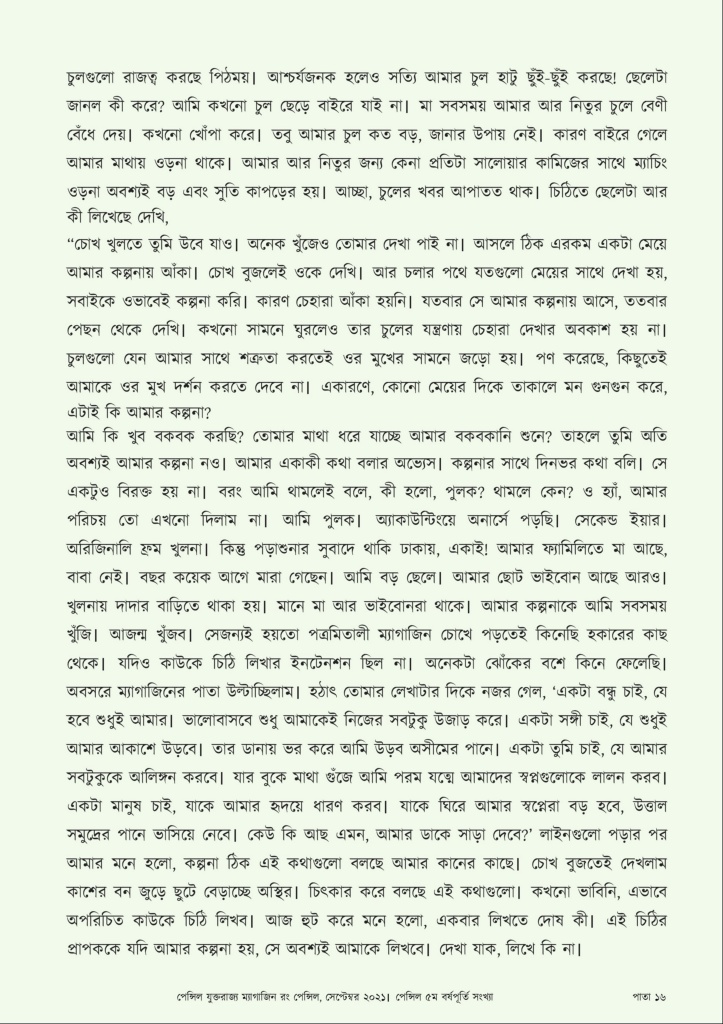 চুলগুলো রাজত্ব করছে পিঠময়। আশ্চর্যজনক হলেও সত্যি আমার চুল হাটু ছুঁই-ছুঁই করছে! ছেলেটা
জানল কী করে? আমি কখনো চুল ছেড়ে বাইরে যাই না। মা সবসময় আমার আর নিতুর চুলে বেণী
বেঁধে দেয়। কখনো খোঁপা করে। তবু আমার চুল কত বড়, জানার উপায় নেই। কারণ বাইরে গেলে
আমার মাথায় ওড়না থাকে। আমার আর নিতুর জন্য কেনা প্রতিটা সালোয়ার কামিজের সাথে ম্যাচিং
ওড়না অবশ্যই বড় এবং সুতি কাপড়ের হয়। আচ্ছা, চুলের খবর আপাতত থাক। চিঠিতে ছেলেটা আর
কী লিখেছে দেখি,
“চোখ খুলতে তুমি উবে যাও। অনেক খুঁজেও তোমার দেখা পাই না। আসলে ঠিক এরকম একটা মেয়ে
আমার কল্পনায় আঁকা। চোখ বুজলেই ওকে দেখি। আর চলার পথে যতগুলো মেয়ের সাথে দেখা হয়,
সবাইকে ওভাবেই কল্পনা করি। কারণ চেহারা আঁকা হয়নি। যতবার সে আমার কল্পনায় আসে, ততবার
পেছন থেকে দেখি। কখনো সামনে ঘুরলেও তার চুলের যন্ত্রণায় চেহারা দেখার অবকাশ হয় না।
চুলগুলো যেন আমার সাথে শত্রুতা করতেই ওর মুখের সামনে জড়ো হয়। পণ করেছে, কিছুতেই
আমাকে ওর মুখ দর্শন করতে দেবে না। একারণে, কোনো মেয়ের দিকে তাকালে মন গুনগুন করে,
এটাই কি আমার কল্পনা?
আমি কি খুব বকবক করছি? তোমার মাথা ধরে যাচ্ছে আমার বকবকানি শুনে? তাহলে তুমি অতি
অবশ্যই আমার কল্পনা নও। আমার একাকী কথা বলার অভ্যেস। কল্পনার সাথে দিনভর কথা বলি। সে
একটুও বিরক্ত হয় না। বরং আমি থামলেই বলে, কী হলো, পুলক? থামলে কেন? ও হ্যাঁ, আমার
পরিচয় তো এখনো দিলাম না। আমি পুলক। অ্যাকাউন্টিংয়ে অনার্সে পড়ছি। সেকেন্ড ইয়ার।
অরিজিনালি ফ্রম খুলনা। কিন্তু পড়াশুনার সুবাদে থাকি ঢাকায়, একাই! আমার ফ্যামিলিতে মা আছে,
বাবা নেই। বছর কয়েক আগে মারা গেছেন। আমি বড় ছেলে। আমার ছোট ভাইবোন আছে আরও।
খুলনায় দাদার বাড়িতে থাকা হয়। মানে মা আর ভাইবোনরা থাকে। আমার কল্পনাকে আমি সবসময়
খুঁজি। আজন্ম খুঁজব। সেজন্যই হয়তো পত্রমিতালী ম্যাগাজিন চোখে পড়তেই কিনেছি হকারের কাছ
থেকে। যদিও কাউকে চিঠি লিখার ইনটেনশন ছিল না। অনেকটা ঝোঁকের বশে কিনে ফেলেছি।
অবসরে ম্যাগাজিনের পাতা উল্টাচ্ছিলাম। হঠাৎ তোমার লেখাটার দিকে নজর গেল, ‘একটা বন্ধু চাই, যে
হবে শুধুই আমার। ভালোবাসবে শুধু আমাকেই নিজের সবটুকু উজাড় করে। একটা সঙ্গী চাই, যে শুধুই
আমার আকাশে উড়বে। তার ডানায় ভর করে আমি উড়ব অসীমের পানে। একটা তুমি চাই, যে আমার
সবটুকুকে আলিঙ্গন করবে। যার বুকে মাথা গুঁজে আমি পরম যত্নে আমাদের স্বপ্নগুলোকে লালন করব।
একটা মানুষ চাই, যাকে আমার হৃদয়ে ধারণ করব। যাকে ঘিরে আমার স্বপ্নেরা বড় হবে, উত্তাল
সমুদ্রের পানে ভাসিয়ে নেবে। কেউ কি আছ এমন, আমার ডাকে সাড়া দেবে?’ লাইনগুলো পড়ার পর
আমার মনে হলো, কল্পনা ঠিক এই কথাগুলো বলছে আমার কানের কাছে। চোখ বুজতেই দেখলাম
কাশের বন জুড়ে ছুটে বেড়াচ্ছে অস্থির। চিৎকার করে বলছে এই কথাগুলো। কখনো ভাবিনি, এভাবে
অপরিচিত কাউকে চিঠি লিখব। আজ হুট করে মনে হলো, একবার লিখতে দোষ কী। এই চিঠির
প্রাপককে যদি আমার কল্পনা হয়, সে অবশ্যই আমাকে লিখবে। দেখা যাক, লিখে কি না।
পেন্সিল যুক্তরাজ্য ম্যাগাজিন রং পেন্সিল, সেপ্টেম্বর ২০২১। পেন্সিল ৫ম বর্ষপূর্তি সংখ্যা পাতা ১৬